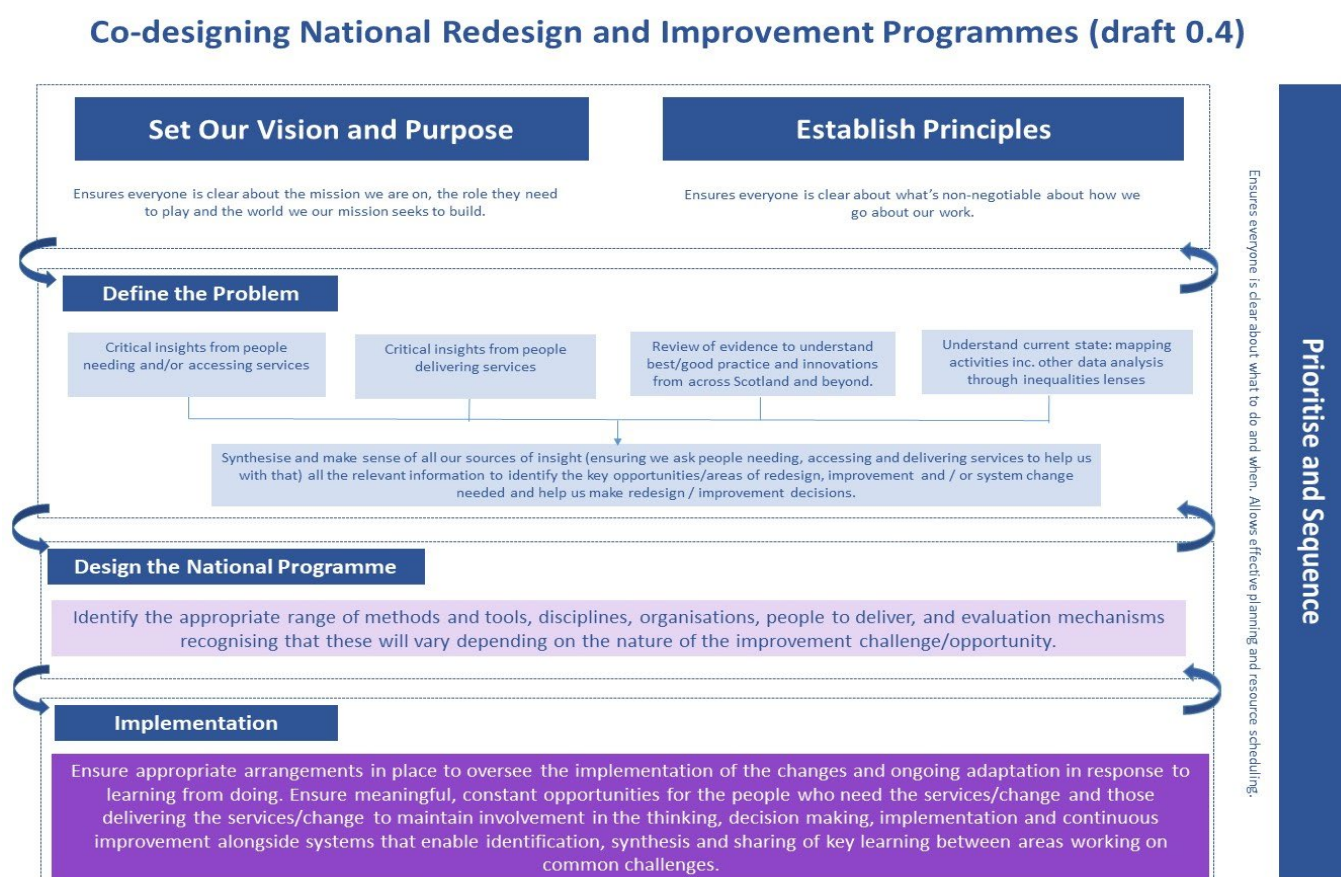 Co-designing National Redesign and Improvement Programmes (draft 0.4)
Set Our Vision and Purpose
Ensures everyone is clear about the mission we are on, the role they need
to play and the world we our mission seeks to build.
Establish Principles
Ensures everyone is clear about what's non-negotiable about how we
go about our work.
Define the Problem
Critical insights from people
needing and/or accessing services
Critical insights from people
delivering services
Review of evidence to understand
best/good practice and innovations
from across Scotland and beyond.
Understand current state: mapping
activities inc. other data analysis
through inequalities lenses
Synthesise and make sense of all our sources of insight (ensuring we ask people needing, accessing and delivering services to help us
with that) all the relevant information to identify the key opportunities/areas of redesign, improvement and / or system change
needed and help us make redesign / improvement decisions.
Design the National Programme
Identify the appropriate range of methods and tools, disciplines, organisations, people to deliver, and evaluation mechanisms
recognising that these will vary depending on the nature of the improvement challenge/opportunity.
Implementation
Ensure appropriate arrangements in place to oversee the implementation of the changes and ongoing adaptation in response to
learning from doing. Ensure meaningful, constant opportunities for the people who need the services/change and those
delivering the services/change to maintain involvement in the thinking, decision making, implementation and continuous
improvement alongside systems that enable identification, synthesis and sharing of key learning between areas working on
common challenges.
Prioritise and Sequence
Ensures everyone is clear about what to do and when. Allows effective planning and resource scheduling.